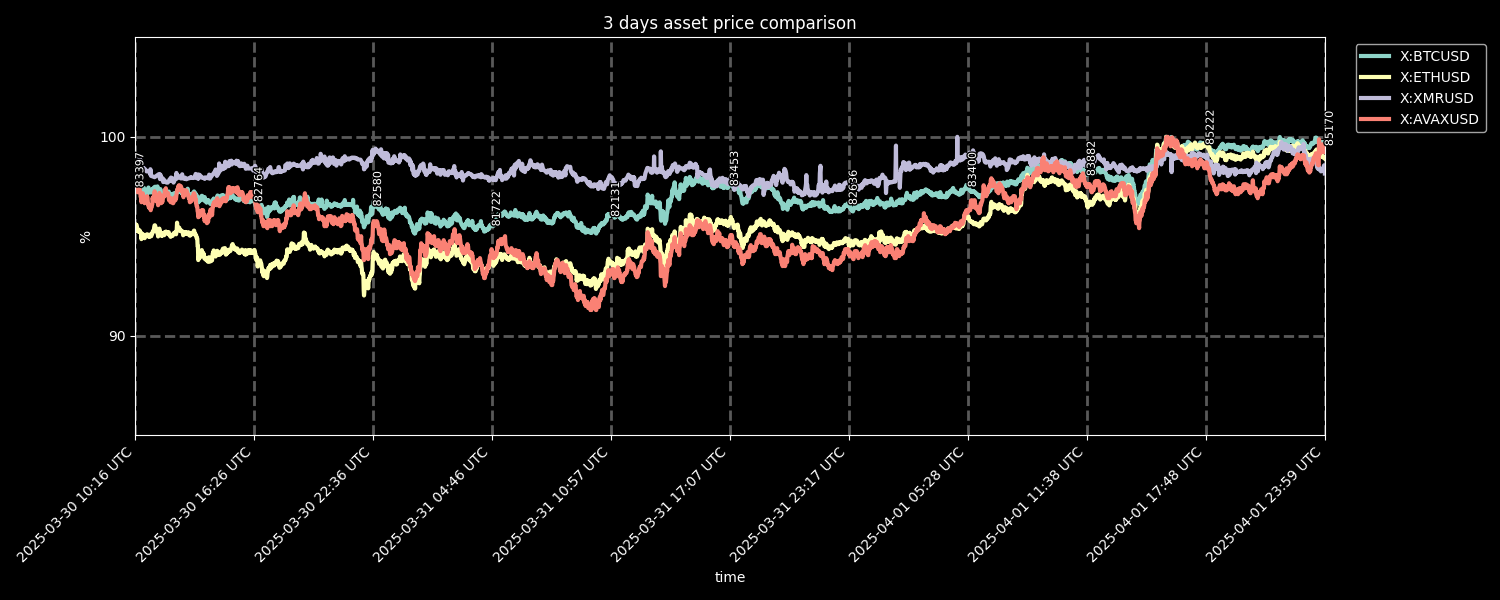 3 days asset price comparison
X:BTCUSD
X:ETHUSD
X:XMRUSD
X:AVAXUSD
100
90
%
83397
82764
82580
81722
82131
83453
82636
83400
83882
85222
85170
2025-03-30 10:16 UTC
2025-03-30 16:26 UTC
2025-03-30 22:36 UTC
2025-03-31 04:46 UTC
2025-03-31 10:57 UTC
2025-03-31 17:07 UTC
2025-03-31 23:17 UTC
2025-04-01 05:28 UTC
2025-04-01 11:38 UTC
2025-04-01 17:48 UTC
2025-04-01 23:59 UTC
time